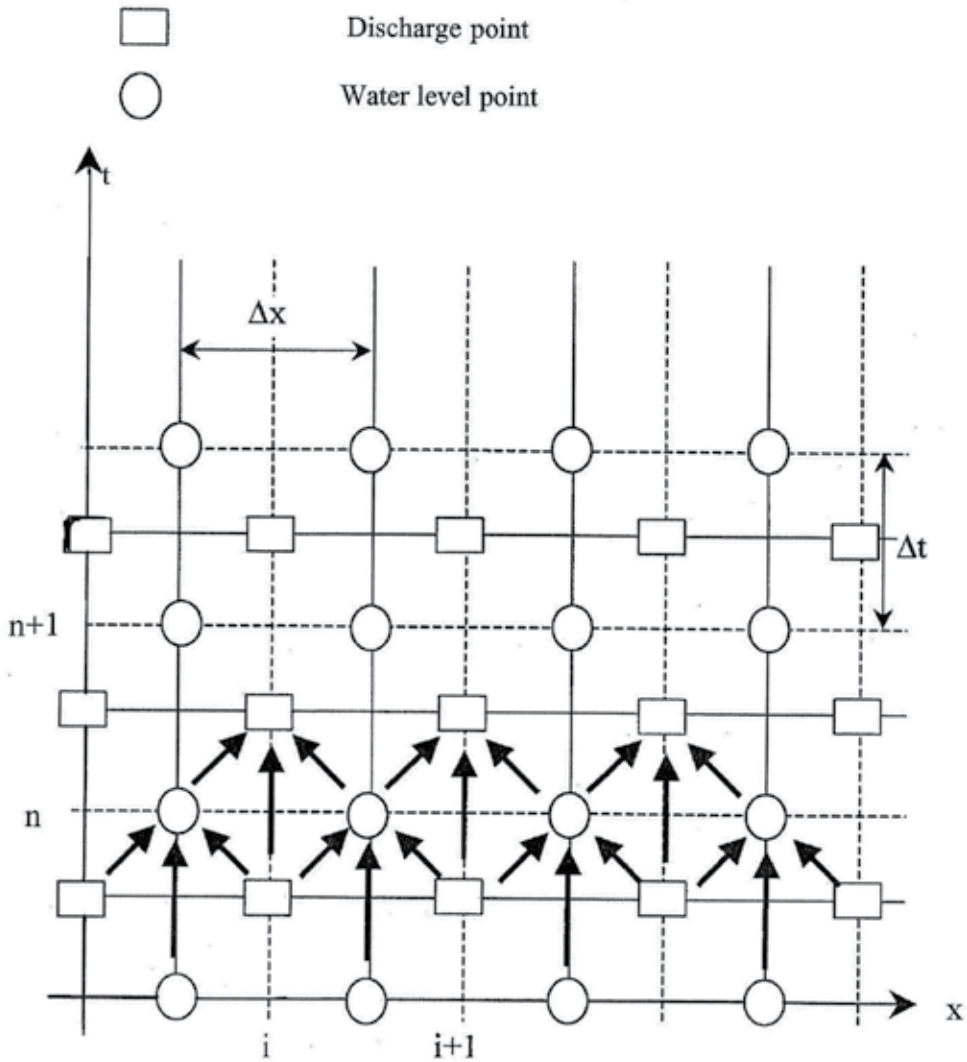 Discharge point
Water level point
t
Δx
Δt
n+1
n
x
i
i+1